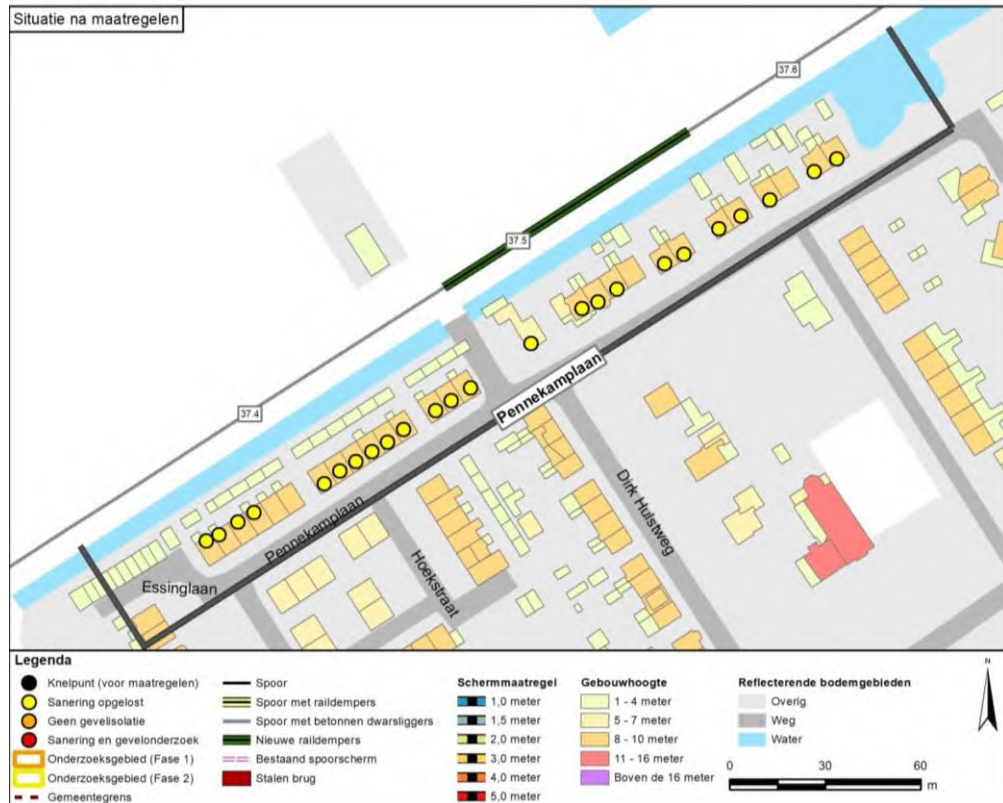 Situatie na maatregelen
37.6
37.5
37.4
Pennekamplaan
Pennekamplaan
Essinglaan
Hoekstraat
Dirk Hulstweg
Legenda
Knelpunt (voor maatregelen)
Sanering opgelost
Geen gevelisolatie
Sanering en gevelonderzoek
Onderzoeksgebied (Fase 1)
Onderzoeksgebied (Fase 2)
Gemeentegrens
Spoor
Spoor met raildempers
Spoor met betonnen dwarsliggers
Nieuwe raildempers
Bestaand spoorscherm
Stalen brug
Schermmaatregel
1,0 meter
1,5 meter
2,0 meter
3,0 meter
4,0 meter
5,0 meter
Gebouwhoogte
1 - 4 meter
5 - 7 meter
8 - 10 meter
11 - 16 meter
Boven de 16 meter
Reflecterende bodemgebieden
Overig
Weg
Water
N
0 30 60
m